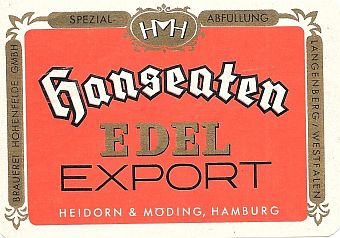 SPEZIAL-
HMH
ABFÜLLUNG
BRAUEREI HOHENFELDE GMBH
LANGENBERG / WESTFALEN
Hanseaten
EDEL
EXPORT
HEIDORN & MÖDING, HAMBURG